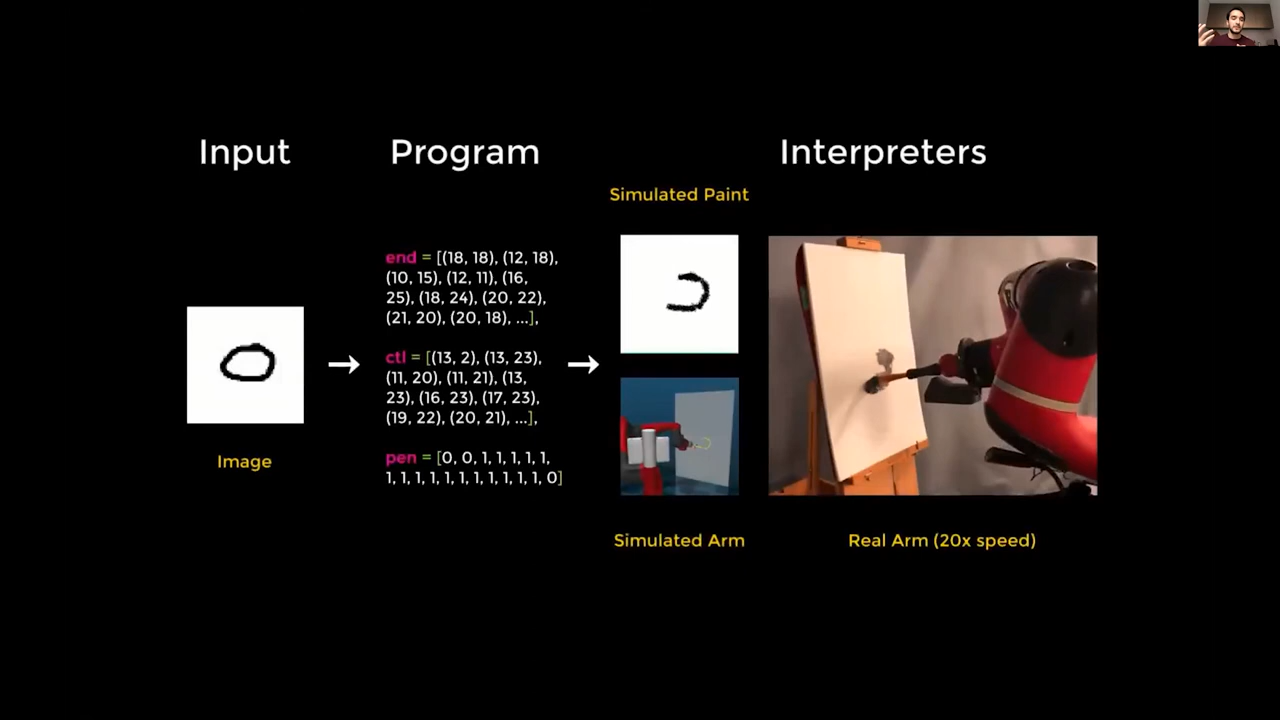 Input
Program
Interpreters
Simulated Paint
end = [(18, 18), (12, 18),
(10, 15), (12, 11), (16,
25), (18, 24), (20, 22),
(21, 20), (20, 18), ...],
ctl = [(13, 2), (13, 23),
(11, 20), (11, 21), (13,
23), (16, 23), (17, 23),
(19, 22), (20, 21), ...],
pen = [0, 0, 1, 1, 1, 1, 1,
1, 1, 1, 1, 1, 1, 1, 1, 1, 1, 0]
Image
Simulated Arm
Real Arm (20x speed)